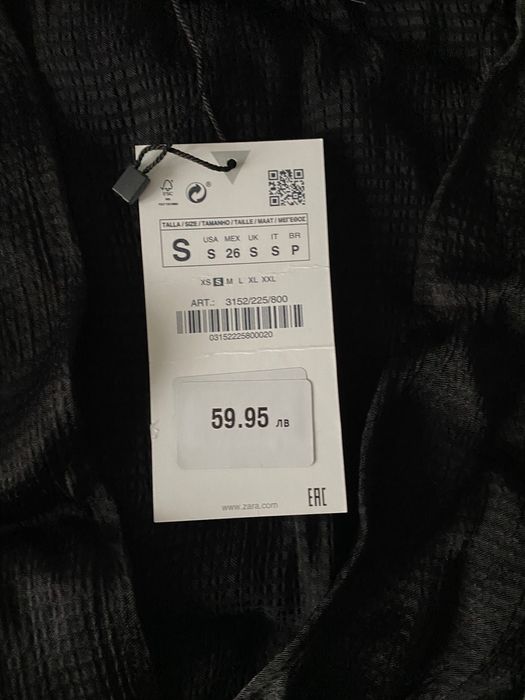 FSC
®
TALLA / SIZE / TAMANHO / TAILLE / MAAT / ΜΕΓΕΘΟΣ
S
USA MEX UK IT BR
S 26 S S P
XS S M L XL XXL
ART.: 3152/225/800
03152225800020
59.95 лв
www.zara.com
EAC